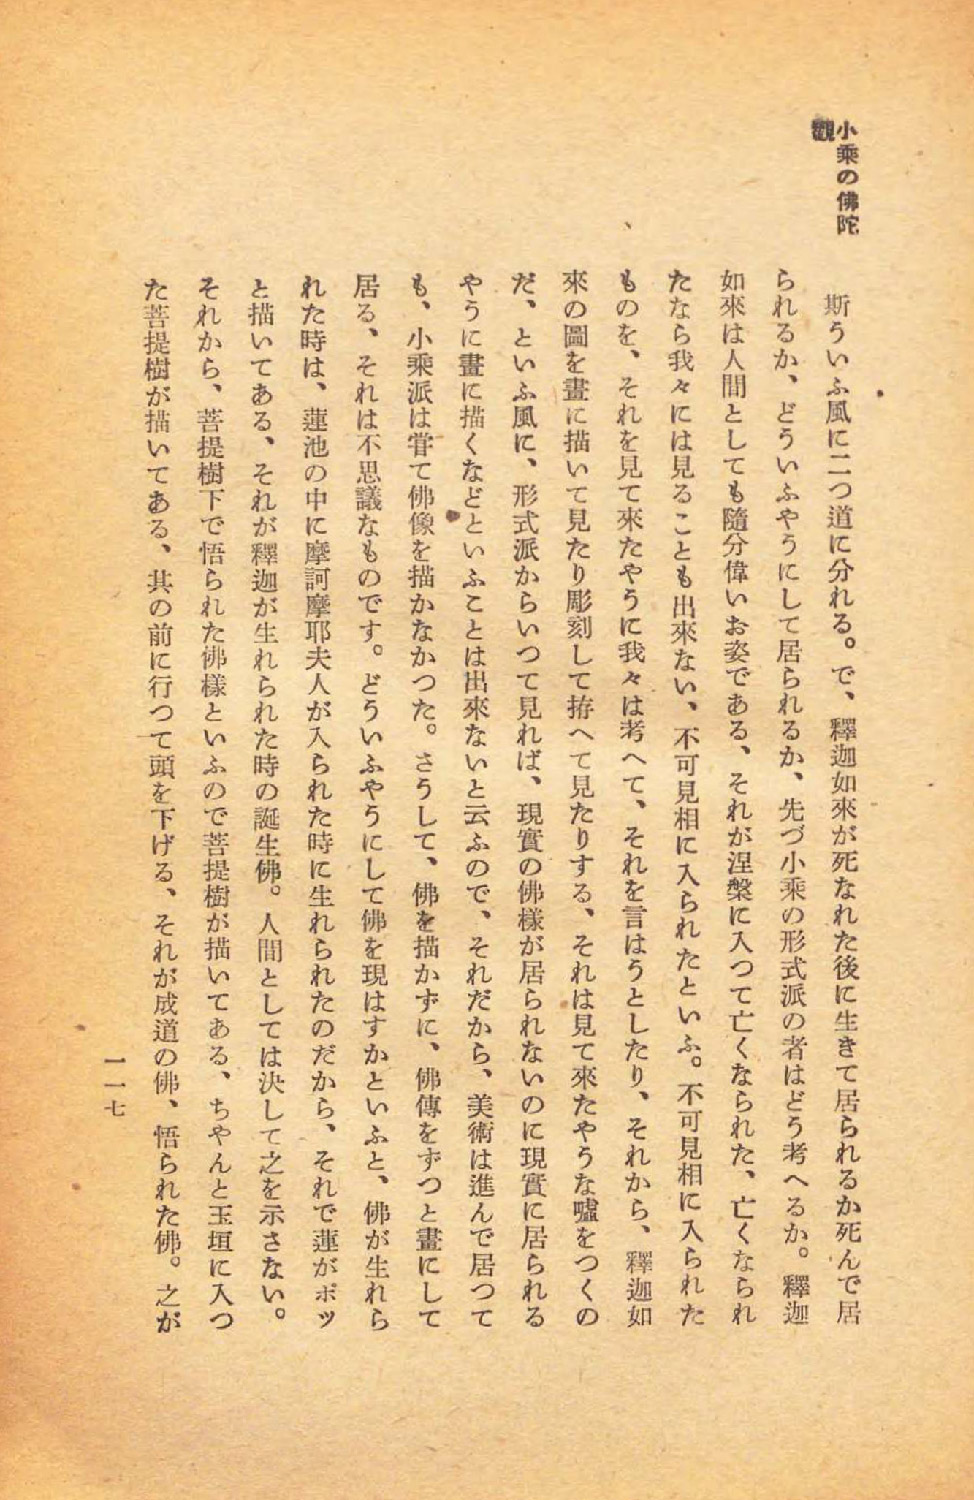 小乘の佛陀
觀
斯ういふ風に二つ道に分れる。で、釋迦如來が死なれた後に生きて居られるか死んで居
られるか、どういふやうにして居られるか、先づ小乘の形式派の者はどう考へるか。釋迦
如來は人間としても隨分偉いお姿である、それが涅槃に入つて亡くなられた、亡くなられ
たなら我々には見ることも出來ない、不可見相に入られたといふ。不可見相に入られた
ものを、それを見て來たやうに我々は考へて、それを言はうとしたり、それから、釋迦如
來の圖を畫に描いて見たり彫刻して拵へて見たりする、それは見て來たやうな噓をつくの
だ、といふ風に、形式派からいつて見れば、現實の佛樣が居られないのに現實に居られる
やうに畫に描くなどといふことは出來ないと云ふので、それだから、美術は進んで居つて
も、小乘派は甞て佛像を描かなかつた。さうして、佛を描かずに、佛傳をずつと畫にして
居る、それは不思議なものです。どういふやうにして佛を現はすかといふと、佛が生れら
れた時は、蓮池の中に摩訶摩耶夫人が入られた時に生れられたのだから、それで蓮がポッ
と描いてある、それが釋迦が生れられた時の誕生佛。人間としては決して之を示さない。
それから、菩提樹下で悟られた佛樣といふので菩提樹が描いてある、ちやんと玉垣に入つ
た菩提樹が描いてある、其の前に行つて頭を下げる、それが成道の佛、悟られた佛。之が
一一七